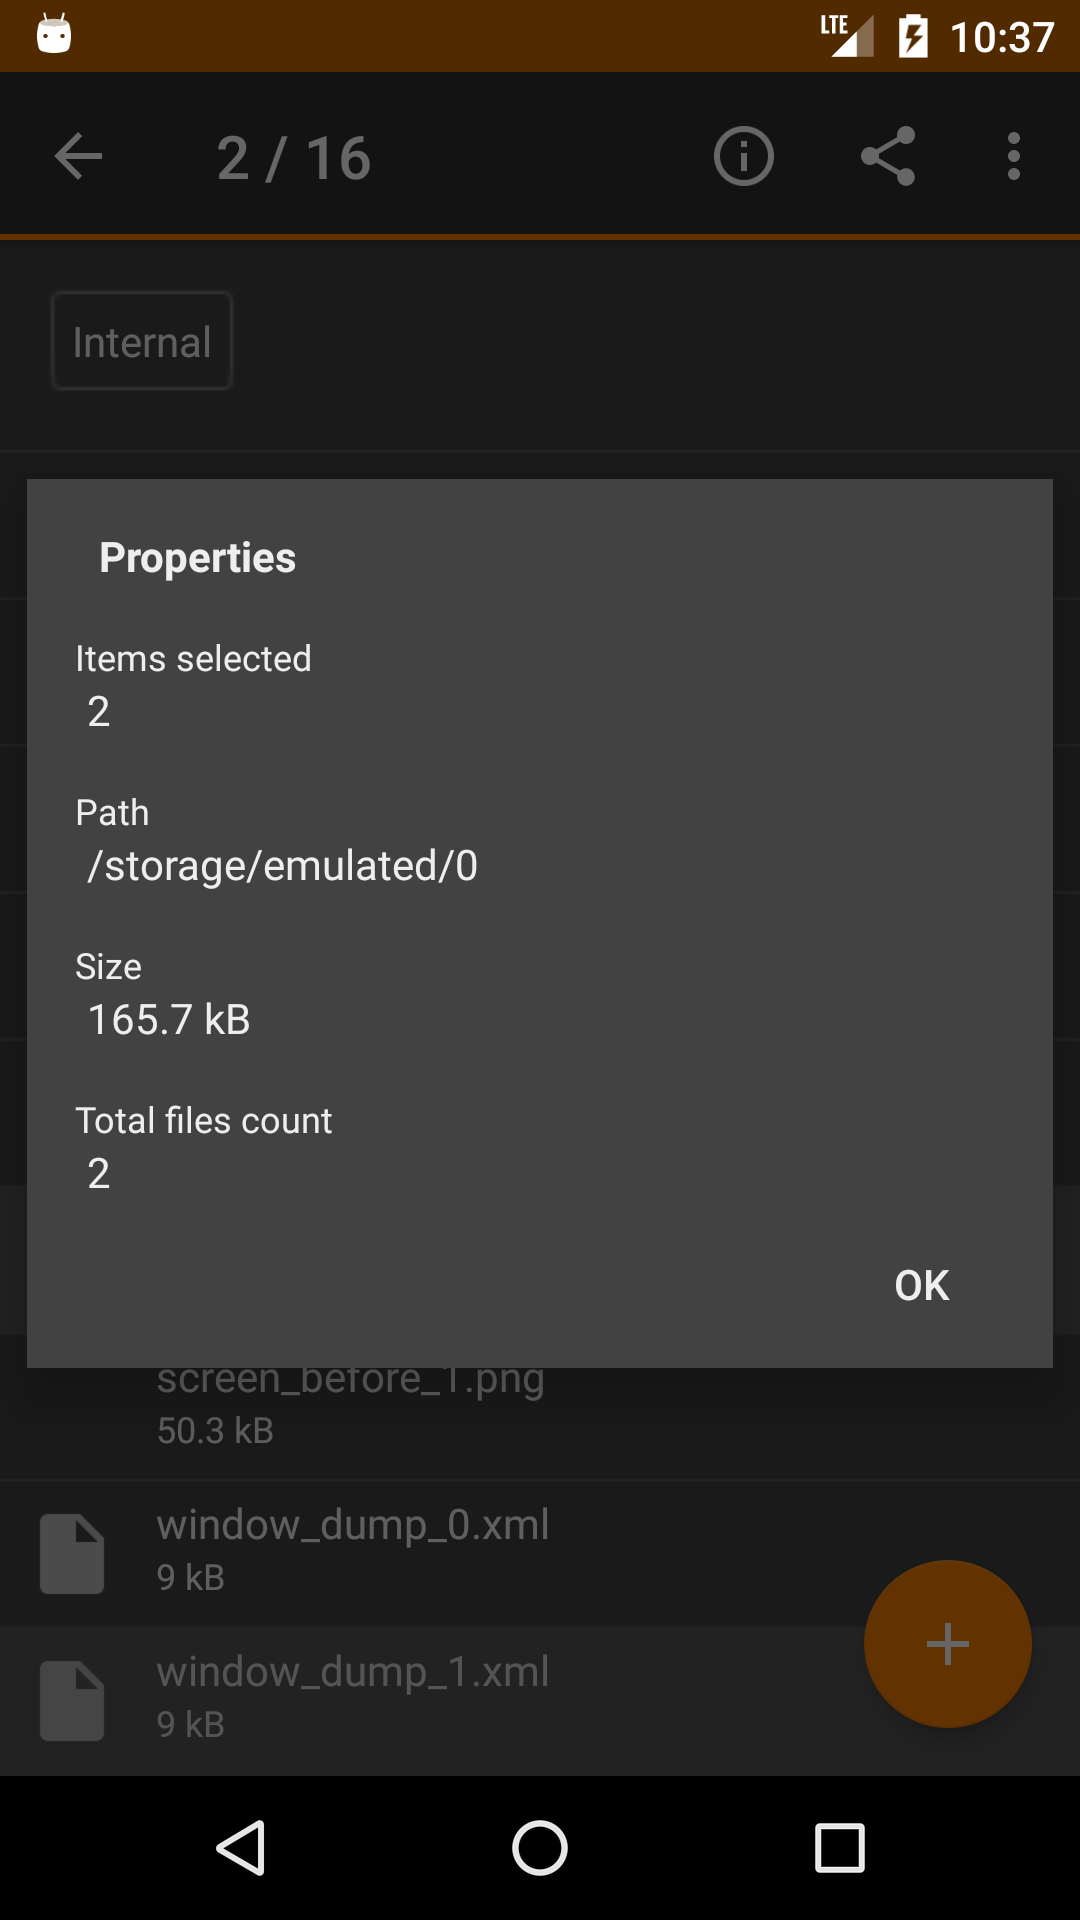 LTE 10:37
2 / 16
Internal
Properties
Items selected
2
Path
/storage/emulated/0
Size
165.7 kB
Total files count
2
OK
screen_before_1.png
50.3 kB
window_dump_0.xml
9 kB
window_dump_1.xml
9 kB